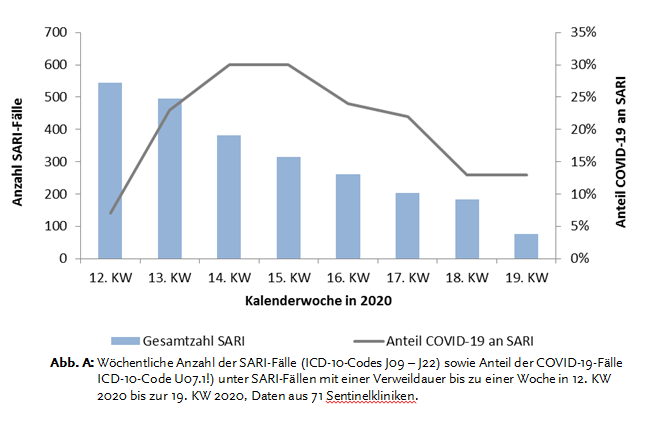 700
600
500
400
300
200
100
0
Anzahl SARI-Fälle
35%
30%
25%
20%
15%
10%
5%
0%
Anteil COVID-19 an SARI
12. KW 13. KW 14. KW 15. KW 16. KW 17. KW 18. KW 19. KW
Kalenderwoche in 2020
Gesamtzahl SARI Anteil COVID-19 an SARI
Abb. A: Wöchentliche Anzahl der SARI-Fälle (ICD-10-Codes J09 – J22) sowie Anteil der COVID-19-Fälle
ICD-10-Code U07.1!) unter SARI-Fällen mit einer Verweildauer bis zu einer Woche in 12. KW
2020 bis zur 19. KW 2020, Daten aus 71 Sentinelkliniken.